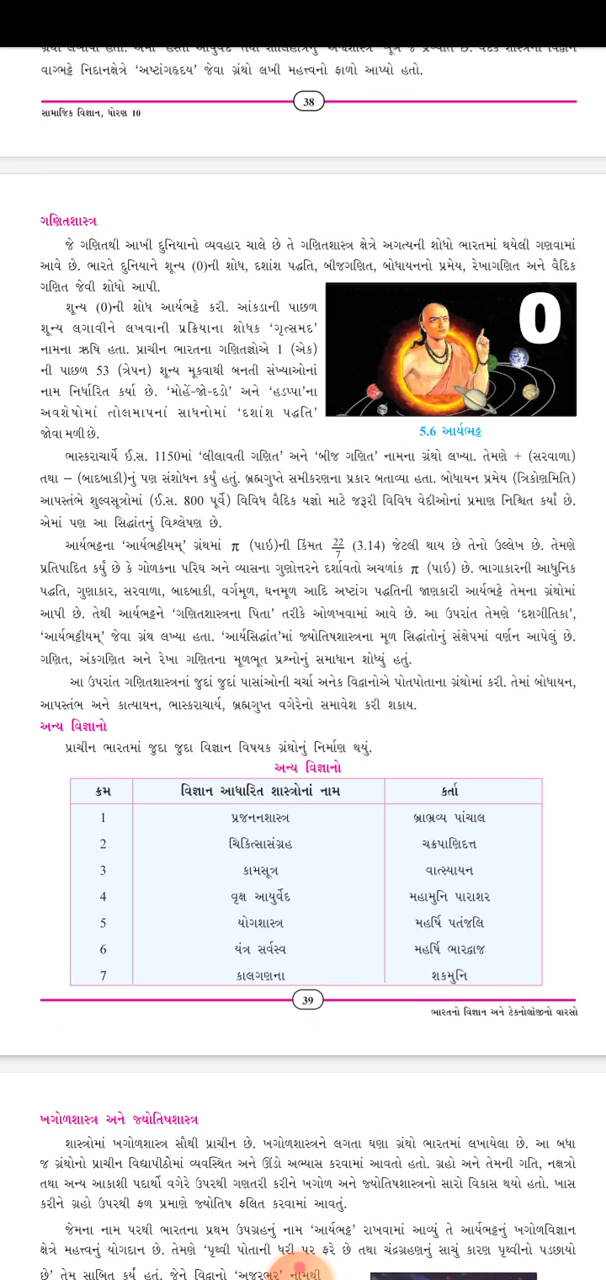 વાગ્ભટ્ટે નિદાનક્ષેત્રે ‘અષ્ટાંગહૃદય’ જેવા ગ્રંથો લખી મહત્ત્વનો ફાળો આપ્યો હતો.
38
સામાજિક વિજ્ઞાન, ધોરણ 10
ગણિતશાસ્ત્ર
જે ગણિતથી આખી દુનિયાનો વ્યવહાર ચાલે છે તે ગણિતશાસ્ત્ર ક્ષેત્રે અગત્યની શોધો ભારતમાં થયેલી ગણવામાં
આવે છે. ભારતે દુનિયાને શૂન્ય (0)ની શોધ, દશાંશ પદ્ધતિ, બીજગણિત, બોધાયનનો પ્રમેય, રેખાગણિત અને વૈદિક
ગણિત જેવી શોધો આપી.
શૂન્ય (0)ની શોધ આર્યભટ્ટે કરી. આંકડાની પાછળ
શૂન્ય લગાવીને લખવાની પ્રક્રિયાના શોધક ‘ગૃત્સમદ’
નામના ઋષિ હતા. પ્રાચીન ભારતના ગણિતજ્ઞોએ 1 (એક)
ની પાછળ 53 (ત્રેપન) શૂન્ય મૂકવાથી બનતી સંખ્યાઓનાં
નામ નિર્ધારિત કર્યા છે. ‘મોહેં-જો-દડો’ અને ‘હડપ્પા’ના
અવશેષોમાં તોલમાપનાં સાધનોમાં ‘દશાંશ પદ્ધતિ’
જોવા મળી છે.
0
5.6 આર્યભટ્ટ
ભાસ્કરાચાર્યે ઈ.સ. 1150માં ‘લીલાવતી ગણિત’ અને ‘બીજ ગણિત’ નામના ગ્રંથો લખ્યા. તેમણે + (સરવાળા)
તથા – (બાદબાકી)નું પણ સંશોધન કર્યું હતું. બ્રહ્મગુપ્તે સમીકરણના પ્રકાર બતાવ્યા હતા. બોધાયન પ્રમેય (ત્રિકોણમિતિ)
આપસ્તંભે શુલ્વસૂત્રોમાં (ઈ.સ. 800 પૂર્વે) વિવિધ વૈદિક યજ્ઞો માટે જરૂરી વિવિધ વેદીઓનાં પ્રમાણ નિશ્ચિત કર્યાં છે.
એમાં પણ આ સિદ્ધાંતનું વિશ્લેષણ છે.
આર્યભટ્ટના ‘આર્યભટ્ટીયમ્’ ગ્રંથમાં π (પાઇ)ની કિંમત 22/7 (3.14) જેટલી થાય છે તેનો ઉલ્લેખ છે. તેમણે
પ્રતિપાદિત કર્યું છે કે ગોળકના પરિઘ અને વ્યાસના ગુણોત્તરને દર્શાવતો અચળાંક π (પાઇ) છે. ભાગાકારની આધુનિક
પદ્ધતિ, ગુણાકાર, સરવાળા, બાદબાકી, વર્ગમૂળ, ઘનમૂળ આદિ અષ્ટાંગ પદ્ધતિની જાણકારી આર્યભટ્ટે તેમના ગ્રંથોમાં
આપી છે. તેથી આર્યભટ્ટને ‘ગણિતશાસ્ત્રના પિતા’ તરીકે ઓળખવામાં આવે છે. આ ઉપરાંત તેમણે ‘દશગીતિકા’,
‘આર્યભટ્ટીયમ્’ જેવા ગ્રંથ લખ્યા હતા. ‘આર્યસિદ્ધાંત’માં જ્યોતિષશાસ્ત્રના મૂળ સિદ્ધાંતોનું સંક્ષેપમાં વર્ણન આપેલું છે.
ગણિત, અંકગણિત અને રેખા ગણિતના મૂળભૂત પ્રશ્નોનું સમાધાન શોધ્યું હતું.
આ ઉપરાંત ગણિતશાસ્ત્રનાં જુદાં જુદાં પાસાંઓની ચર્ચા અનેક વિદ્વાનોએ પોતપોતાના ગ્રંથોમાં કરી. તેમાં બોધાયન,
આપસ્તંભ અને કાત્યાયન, ભાસ્કરાચાર્ય, બ્રહ્મગુપ્ત વગેરેનો સમાવેશ કરી શકાય.
અન્ય વિજ્ઞાનો
પ્રાચીન ભારતમાં જુદા જુદા વિજ્ઞાન વિષયક ગ્રંથોનું નિર્માણ થયું.
અન્ય વિજ્ઞાનો
ક્રમ વિજ્ઞાન આધારિત શાસ્ત્રોનાં નામ કર્તા
1 પ્રજનનશાસ્ત્ર બ્રાભ્રવ્ય પાંચાલ
2 ચિકિત્સાસંગ્રહ ચક્રપાણિદત્ત
3 કામસૂત્ર વાત્સ્યાયન
4 વૃક્ષ આયુર્વેદ મહામુનિ પારાશર
5 યોગશાસ્ત્ર મહર્ષિ પતંજલિ
6 યંત્ર સર્વસ્વ મહર્ષિ ભારદ્વાજ
7 કાલગણના શકમુનિ
39
ભારતનો વિજ્ઞાન અને ટેક્નોલૉજીનો વારસો
ખગોળશાસ્ત્ર અને જ્યોતિષશાસ્ત્ર
શાસ્ત્રોમાં ખગોળશાસ્ત્ર સૌથી પ્રાચીન છે. ખગોળશાસ્ત્રને લગતા ઘણા ગ્રંથો ભારતમાં લખાયેલા છે. આ બધા
જ ગ્રંથોનો પ્રાચીન વિદ્યાપીઠોમાં વ્યવસ્થિત અને ઊંડો અભ્યાસ કરવામાં આવતો હતો. ગ્રહો અને તેમની ગતિ, નક્ષત્રો
તથા અન્ય આકાશી પદાર્થો વગેરે ઉપરથી ગણતરી કરીને ખગોળ અને જ્યોતિષશાસ્ત્રનો સારો વિકાસ થયો હતો. ખાસ
કરીને ગ્રહો ઉપરથી ફળ પ્રમાણે જ્યોતિષ ફલિત કરવામાં આવતું.
જેમના નામ પરથી ભારતના પ્રથમ ઉપગ્રહનું નામ ‘આર્યભટ્ટ’ રાખવામાં આવ્યું તે આર્યભટ્ટનું ખગોળવિજ્ઞાન
ક્ષેત્રે મહત્ત્વનું યોગદાન છે. તેમણે ‘પૃથ્વી પોતાની ધરી પર ફરે છે તથા ચંદ્રગ્રહણનું સાચું કારણ પૃથ્વીનો પડછાયો
છે’ તેમ સાબિત કર્યું હતું. જેને વિદ્વાનો ‘અજરભર’ નામથી